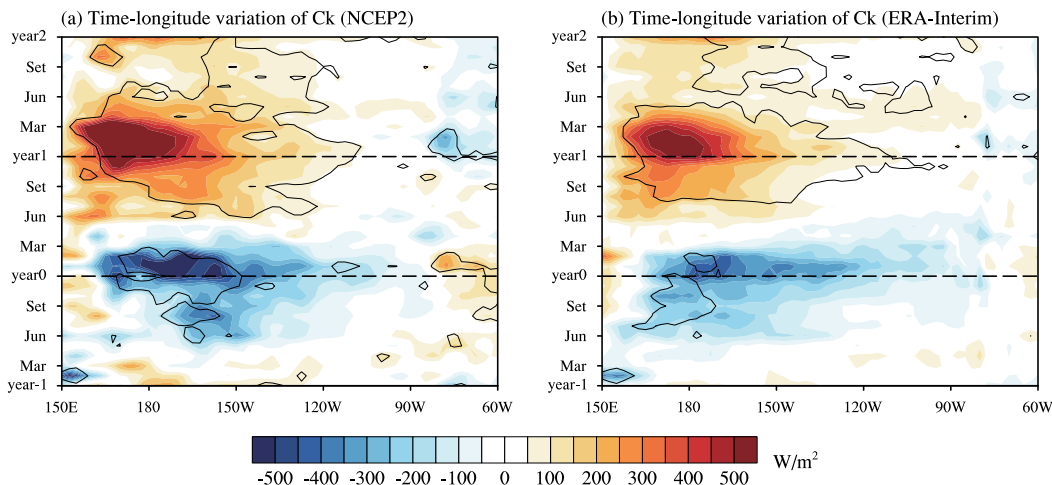 (a) Time-longitude variation of Ck (NCEP2)
year2
Set
Jun
Mar
year1
Set
Jun
Mar
year0
Set
Jun
Mar
year-1
150E 180 150W 120W 90W 60W
(b) Time-longitude variation of Ck (ERA-Interim)
year2
Set
Jun
Mar
year1
Set
Jun
Mar
year0
Set
Jun
Mar
year-1
150E 180 150W 120W 90W 60W
-500 -400 -300 -200 -100 0 100 200 300 400 500
W/m²